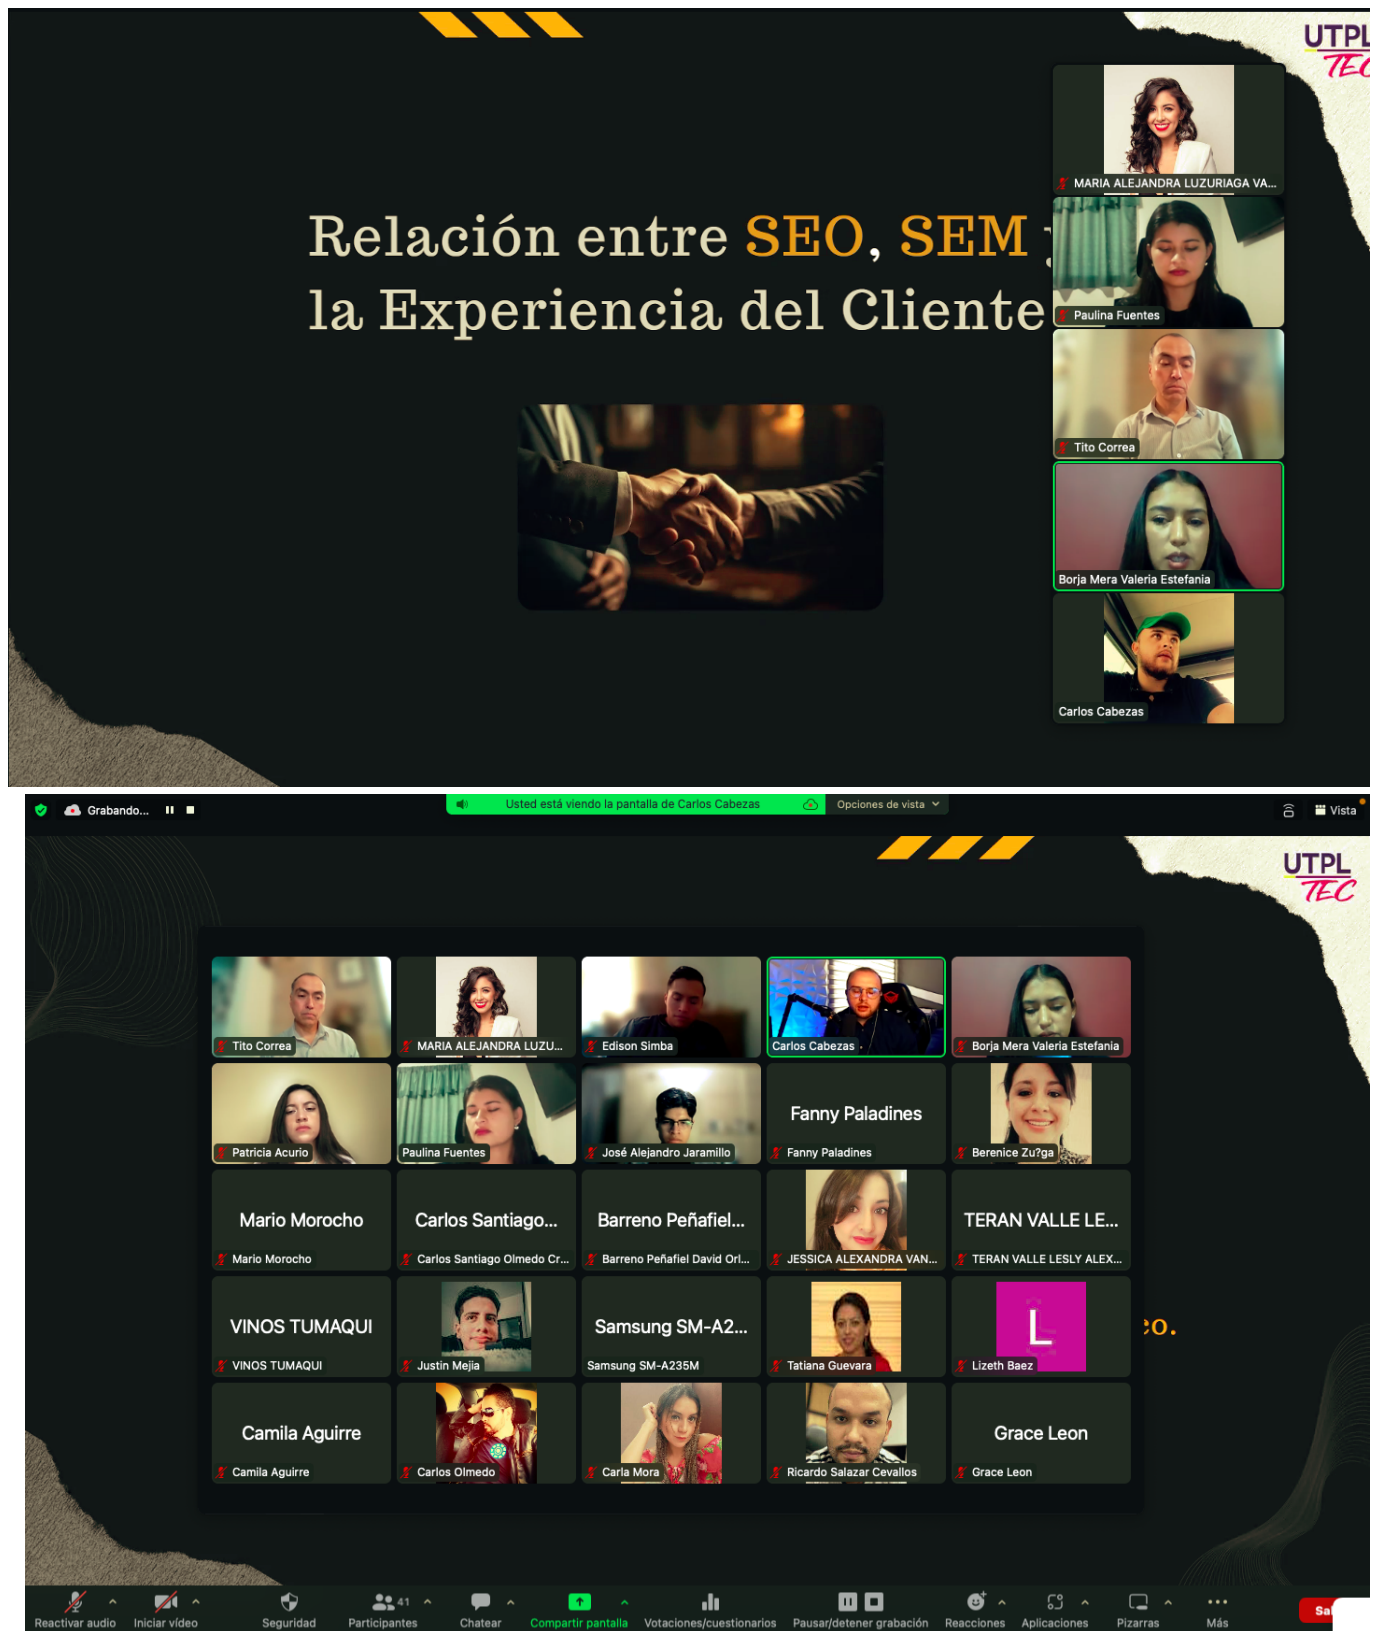 UTPL
TEC
MARIA ALEJANDRA LUZURIAGA VA...
Relación entre SEO, SEM
la Experiencia del Cliente
Paulina Fuentes
Tito Correa
Borja Mera Valeria Estefania
Carlos Cabezas
Grabando...
Usted está viendo la pantalla de Carlos Cabezas
Opciones de vista
Vista
UTPL
TEC
Tito Correa
MARIA ALEJANDRA LUZU...
Edison Simba
Carlos Cabezas
Borja Mera Valeria Estefania
Patricia Acurio
Paulina Fuentes
José Alejandro Jaramillo
Fanny Paladines
Fanny Paladines
Berenice Zu?ga
Mario Morocho
Mario Morocho
Carlos Santiago...
Carlos Santiago Olmedo Cr...
Barreno Peñafiel...
Barreno Peñafiel David Orl...
JESSICA ALEXANDRA VAN...
TERAN VALLE LE...
TERAN VALLE LESLY ALEX...
VINOS TUMAQUI
VINOS TUMAQUI
Justin Mejia
Samsung SM-A2...
Samsung SM-A235M
Tatiana Guevara
L
Lizeth Baez
co.
Camila Aguirre
Camila Aguirre
Carlos Olmedo
Carla Mora
Ricardo Salazar Cevallos
Grace Leon
Grace Leon
Reactivar audio
Iniciar vídeo
Seguridad
41
Participantes
Chatear
Compartir pantalla
Votaciones/cuestionarios
Pausar/detener grabación
Reacciones
Aplicaciones
Pizarras
Más